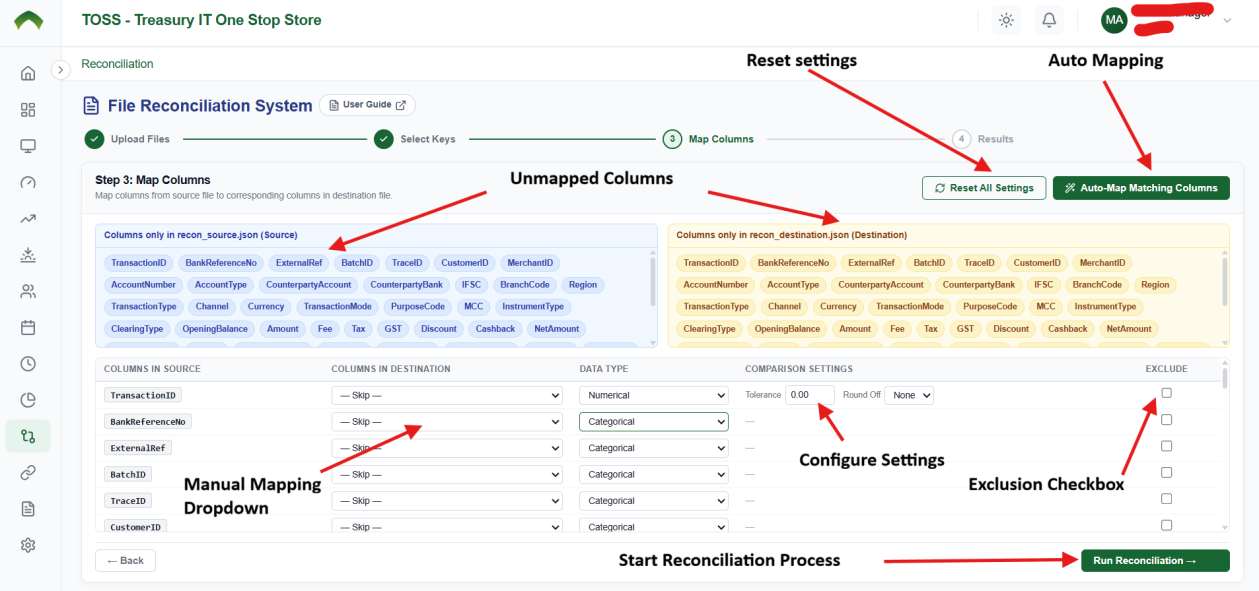 TOSS - Treasury IT One Stop Store
MA
Reconciliation
Reset settings
Auto Mapping
File Reconciliation System
User Guide
Upload Files
Select Keys
3
Map Columns
4
Results
Step 3: Map Columns
Map columns from source file to corresponding columns in destination file.
Unmapped Columns
Reset All Settings
Auto-Map Matching Columns
Columns only in recon_source.json (Source)
TransactionID BankReferenceNo ExternalRef BatchID TraceID CustomerID MerchantID
AccountNumber AccountType CounterpartyAccount CounterpartyBank IFSC BranchCode Region
TransactionType Channel Currency TransactionMode PurposeCode MCC InstrumentType
ClearingType OpeningBalance Amount Fee Tax GST Discount Cashback NetAmount
Columns only in recon_destination.json (Destination)
TransactionID BankReferenceNo ExternalRef BatchID TraceID CustomerID MerchantID
AccountNumber AccountType CounterpartyAccount CounterpartyBank IFSC BranchCode Region
TransactionType Channel Currency TransactionMode PurposeCode MCC InstrumentType
ClearingType OpeningBalance Amount Fee Tax GST Discount Cashback NetAmount
COLUMNS IN SOURCE COLUMNS IN DESTINATION DATA TYPE COMPARISON SETTINGS EXCLUDE
TransactionID — Skip — Numerical Tolerance 0.00 Round Off None
BankReferenceNo — Skip — Categorical —
ExternalRef — Skip — Categorical —
BatchID — Skip — Categorical —
TraceID — Skip — Categorical —
CustomerID — Skip — Categorical —
Manual Mapping
Dropdown
Configure Settings
Exclusion Checkbox
← Back
Start Reconciliation Process
Run Reconciliation →